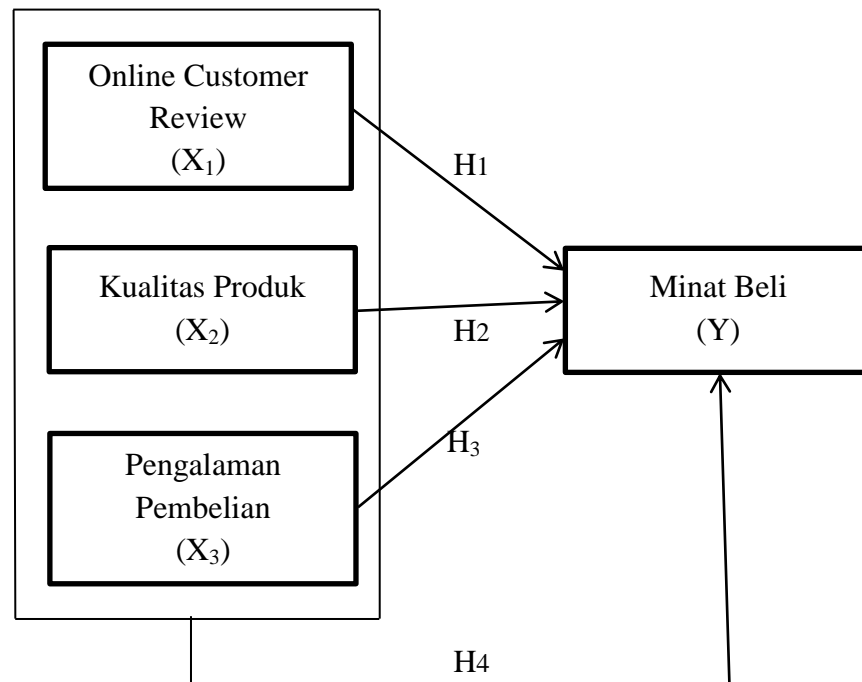 Online Customer
Review
(X₁)
H1
Kualitas Produk
(X₂)
H2
Minat Beli
(Y)
Pengalaman
Pembelian
(X₃)
H₃
H4